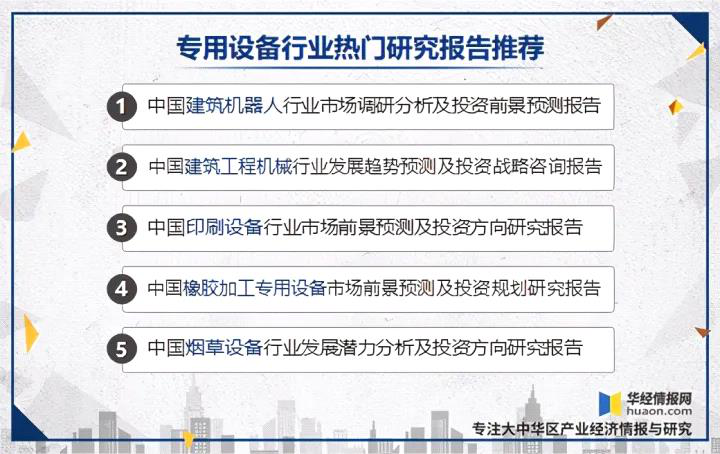 专用设备行业热门研究报告推荐
1 中国建筑机器人行业市场调研分析及投资前景预测报告
2 中国建筑工程机械行业发展趋势预测及投资战略咨询报告
3 中国印刷设备行业市场前景预测及投资方向研究报告
4 中国橡胶加工专用设备市场前景预测及投资规划研究报告
5 中国烟草设备行业发展潜力分析及投资方向研究报告
华经情报网
huaon.com
专注大中华区产业经济情报与研究